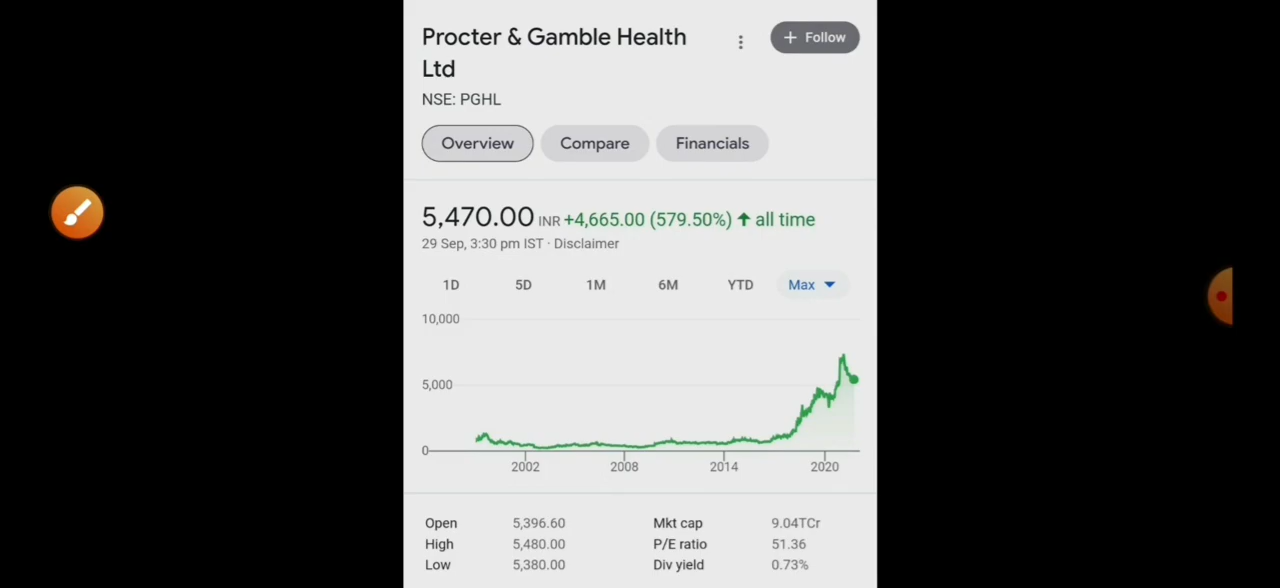 Procter & Gamble Health
Ltd
+ Follow
NSE: PGHL
Overview Compare Financials
5,470.00 INR +4,665.00 (579.50%) ↑ all time
29 Sep, 3:30 pm IST · Disclaimer
1D 5D 1M 6M YTD Max
10,000
5,000
0
2002 2008 2014 2020
Open 5,396.60 Mkt cap 9.04TCr
High 5,480.00 P/E ratio 51.36
Low 5,380.00 Div yield 0.73%